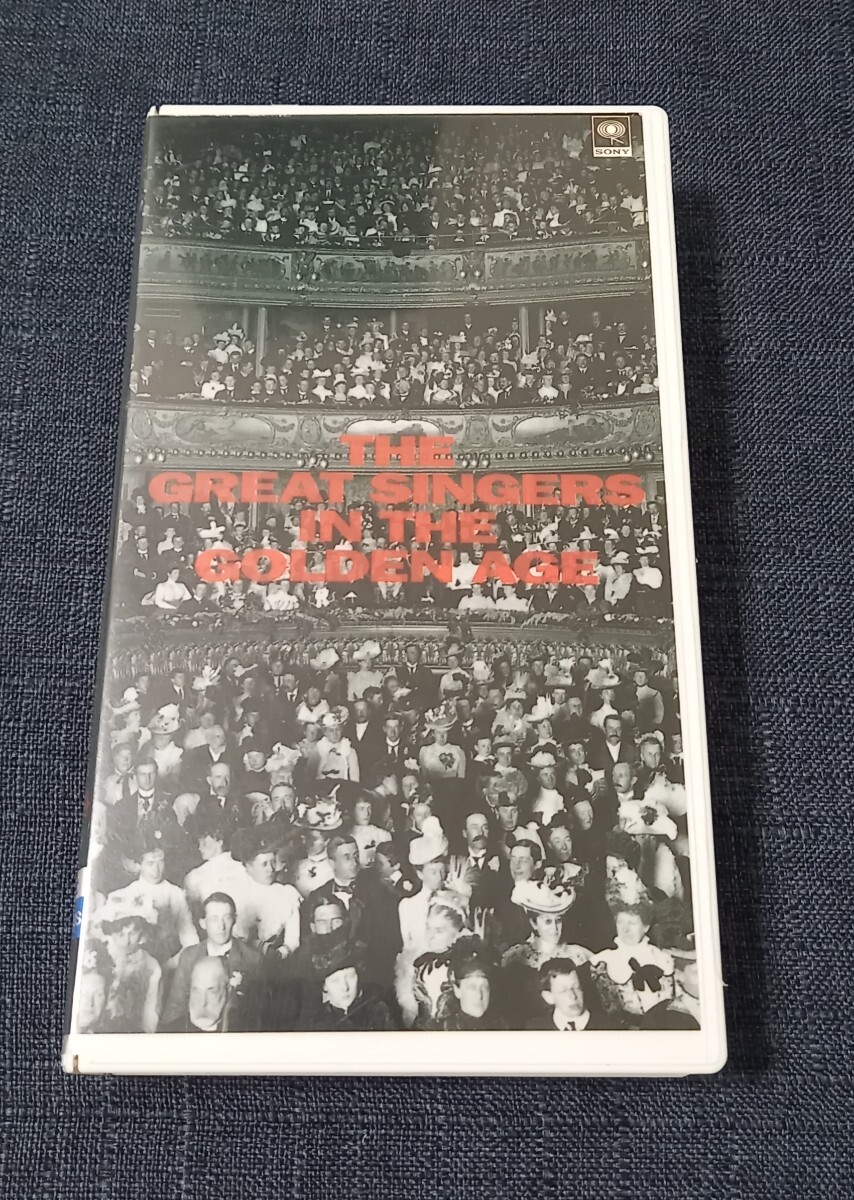 SONY
THE
GREAT SINGERS
IN THE
GOLDEN AGE